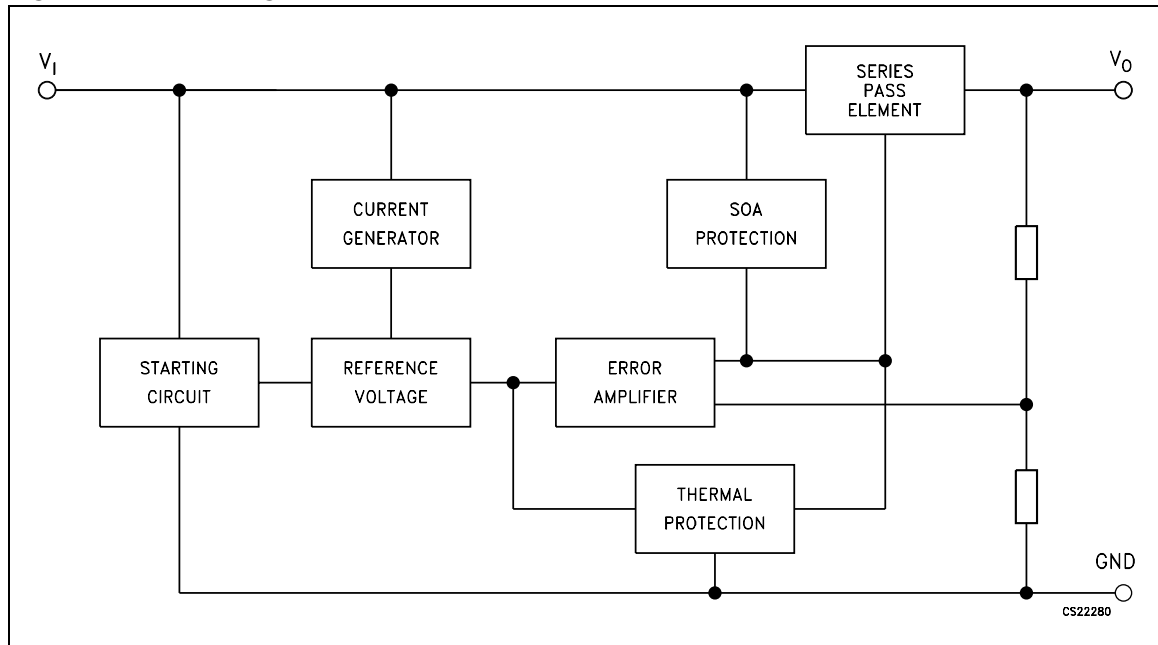 V_I
V_O
SERIES
PASS
ELEMENT
CURRENT
GENERATOR
SOA
PROTECTION
STARTING
CIRCUIT
REFERENCE
VOLTAGE
ERROR
AMPLIFIER
THERMAL
PROTECTION
GND
CS22280